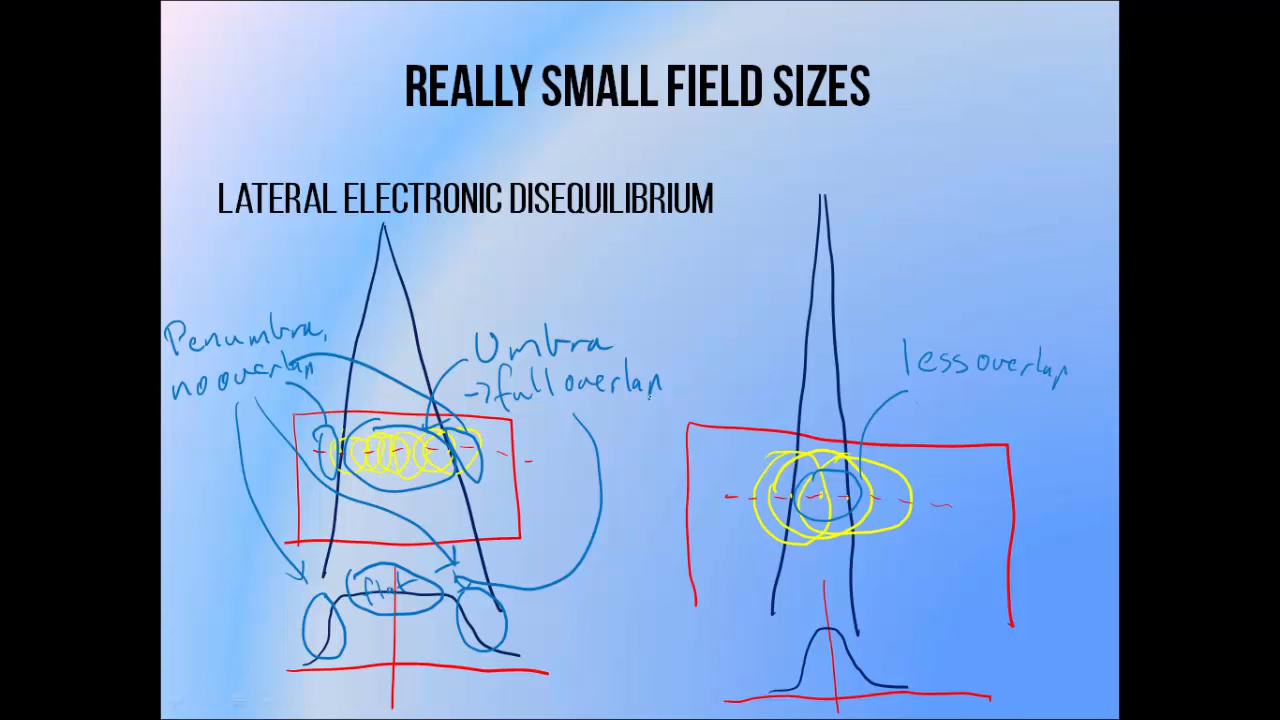 REALLY SMALL FIELD SIZES
LATERAL ELECTRONIC DISEQUILIBRIUM
Penumbra,
no overlap
Umbra
→full overlap
less overlap
flat